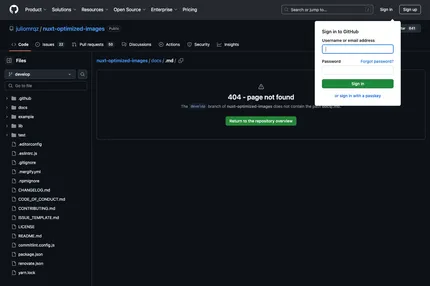 Product Solutions Resources Open Source Enterprise Pricing
Search or jump to...
Sign in
Sign up
juliomrqz / nuxt-optimized-images Public
Star 841
Code Issues Pull requests Discussions Actions Security Insights
Sign in to GitHub
Username or email address:
Password
Forgot password?
Sign in
or sign in with a passkey
Files
develop
Go to file
.github
docs
example
lib
test
.editorconfig
.eslintrc.js
.gitignore
.mergify.yml
.npmignore
CHANGELOG.md
CODE_OF_CONDUCT.md
CONTRIBUTING.md
ISSUE_TEMPLATE.md
LICENSE
README.md
commitlint.config.js
package.json
renovate.json
yarn.lock
nuxt-optimized-images / docs / .md /
404 - page not found
The develop branch of nuxt-optimized-images does not contain the path
Return to the repository overview